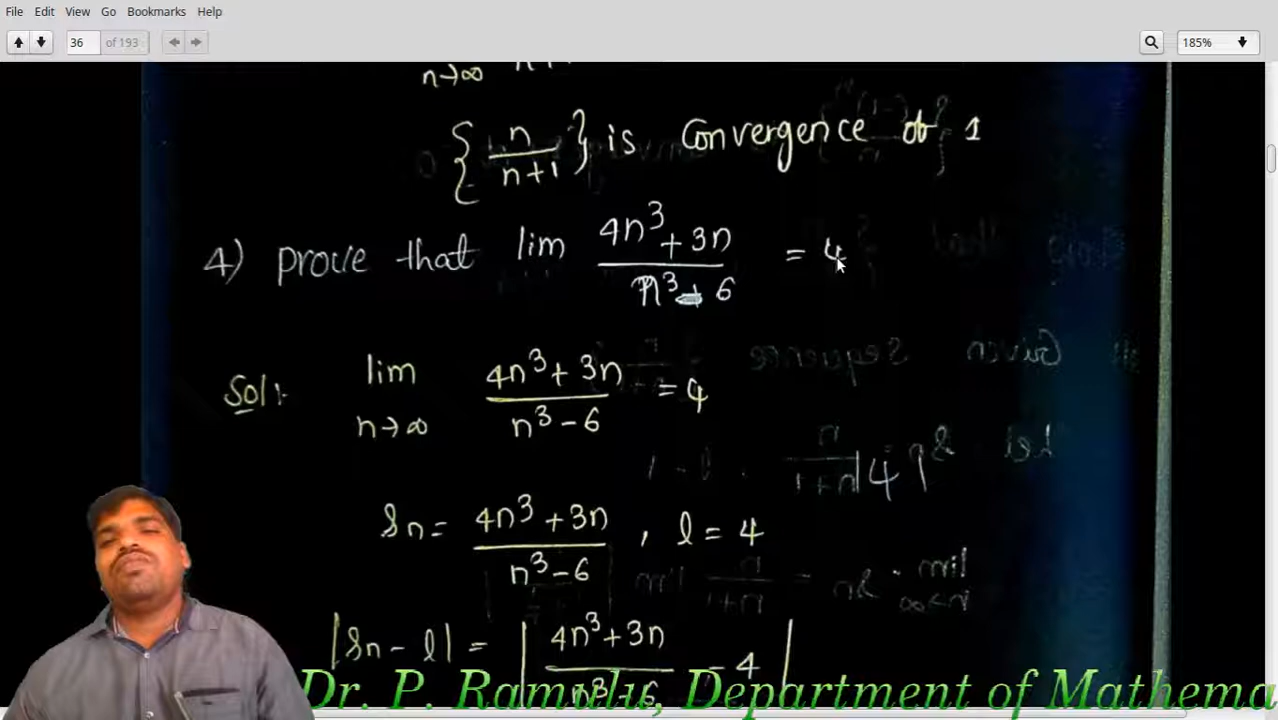 File Edit View Go Bookmarks Help
36 of 193 185%
n→∞
{n/(n+1)} is Convergence ot 1
4) prove that lim (4n³+3n)/(n³-6) = 4
Sol: lim n→∞ (4n³+3n)/(n³-6) = 4
Sn = (4n³+3n)/(n³-6), l = 4
|Sn - l| = |(4n³+3n)/(n³-6) - 4|
Dr. P. Ramulu, Department of Mathema